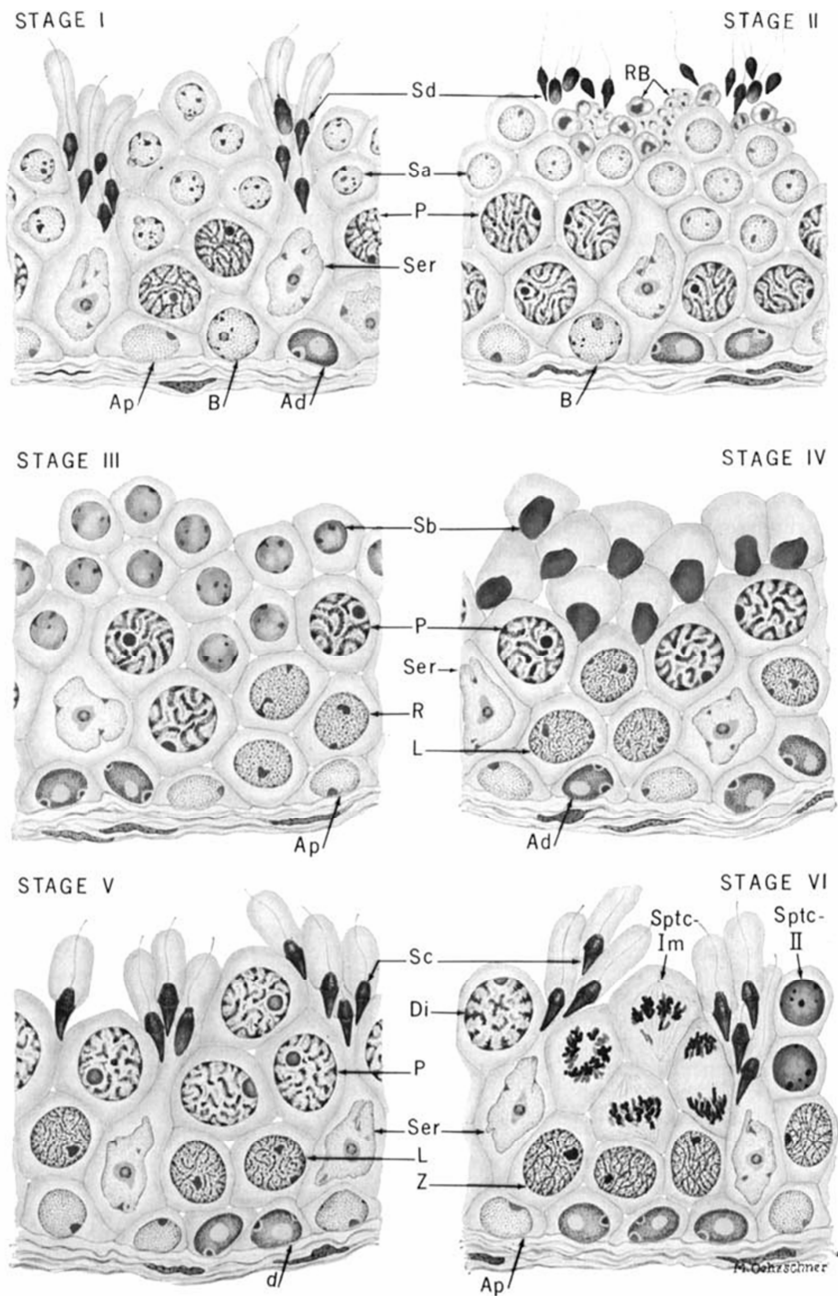 STAGE I
STAGE II
RB
Sd
Sa
P
Ser
Ap
B
Ad
B
STAGE III
STAGE IV
Sb
P
Ser
R
L
Ap
Ad
STAGE V
STAGE VI
Sptc-
Im
Sptc-
II
Sc
Di
P
Ser
L
Z
d
Ap